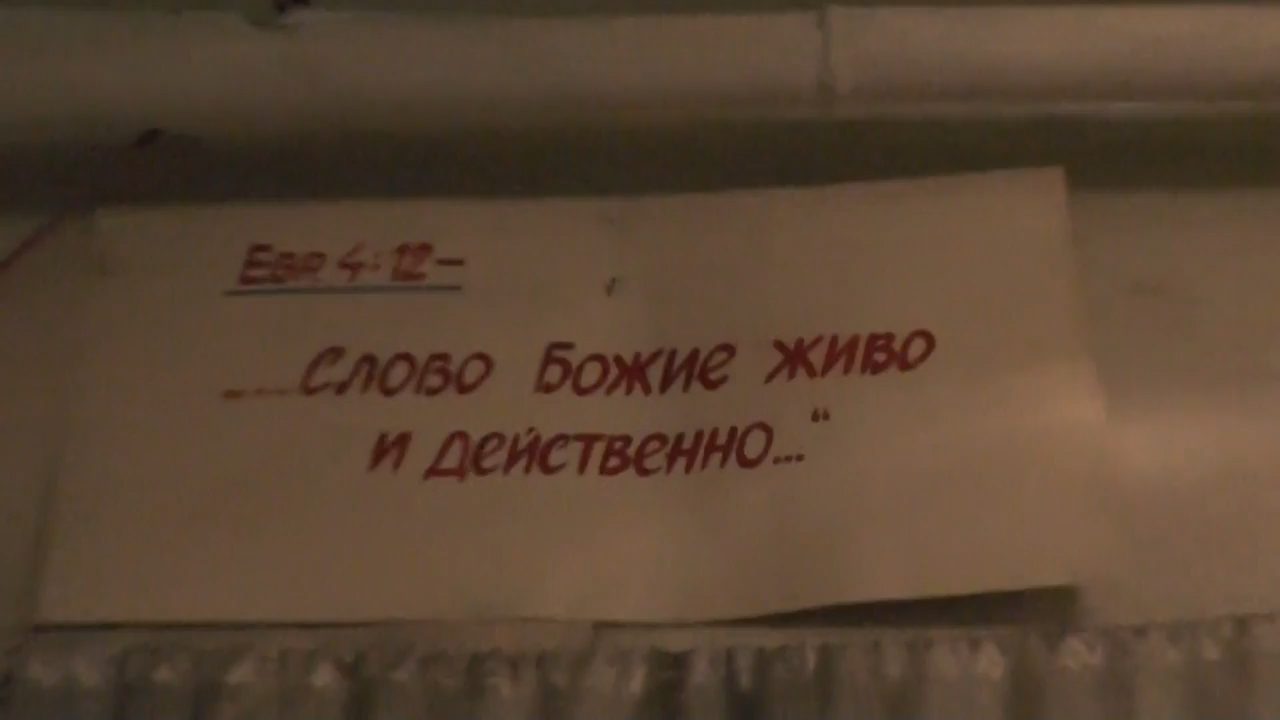 Евр. 4:12–
...Слово Божие живо
и действенно..."